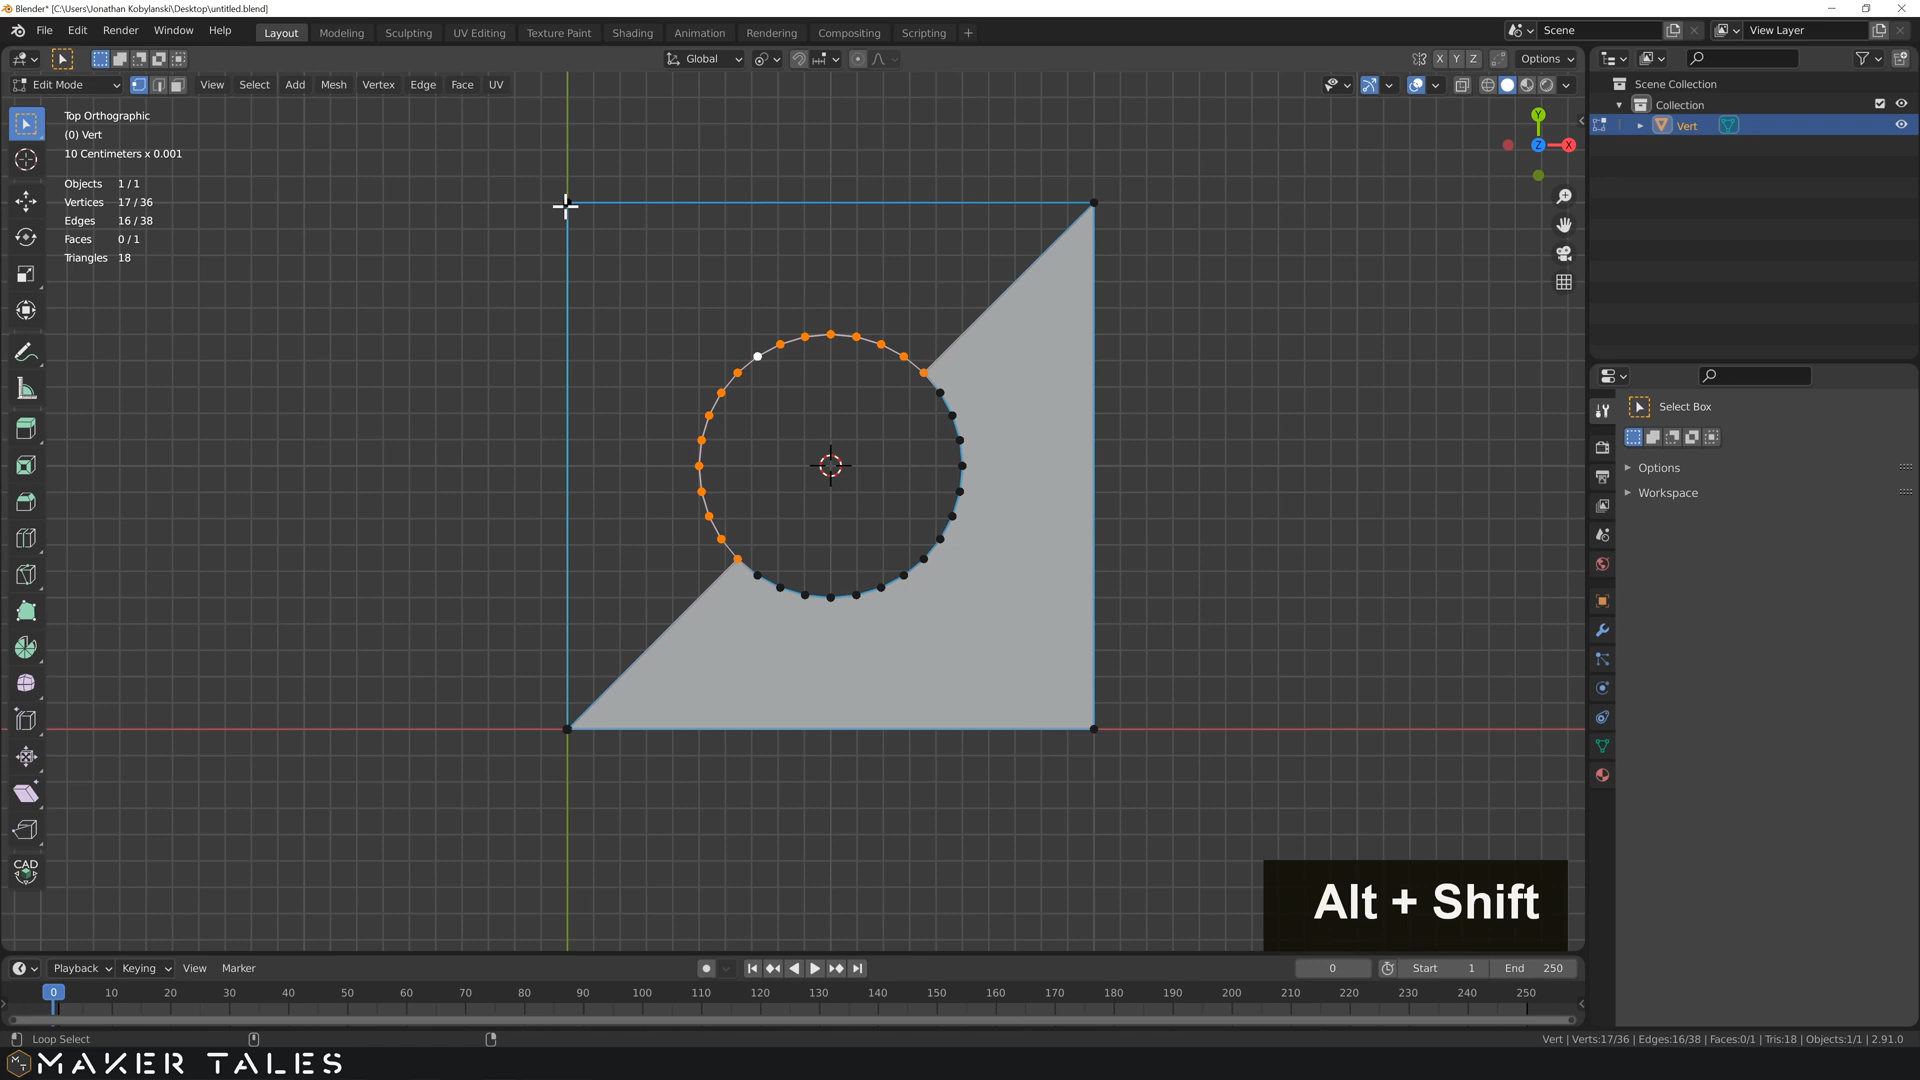 Blender* [C:\Users\Jonathan Kobylanski\Desktop\untitled.blend]
File Edit Render Window Help Layout Modeling Sculpting UV Editing Texture Paint Shading Animation Rendering Compositing Scripting + Scene View Layer
Global X Y Z Options
Edit Mode View Select Add Mesh Vertex Edge Face UV
Scene Collection
Collection
Vert
Top Orthographic
(0) Vert
10 Centimeters x 0.001
Objects 1 / 1
Vertices 17 / 36
Edges 16 / 38
Faces 0 / 1
Triangles 18
Y
Z X
Select Box
Options
Workspace
CAD
Alt + Shift
Playback Keying View Marker 0 Start 1 End 250
0 10 20 30 40 50 60 70 80 90 100 110 120 130 140 150 160 170 180 190 200 210 220 230 240 250
Loop Select
Vert | Verts:17/36 | Edges:16/38 | Faces:0/1 | Tris:18 | Objects:1/1 | 2.91.0
MAKER TALES